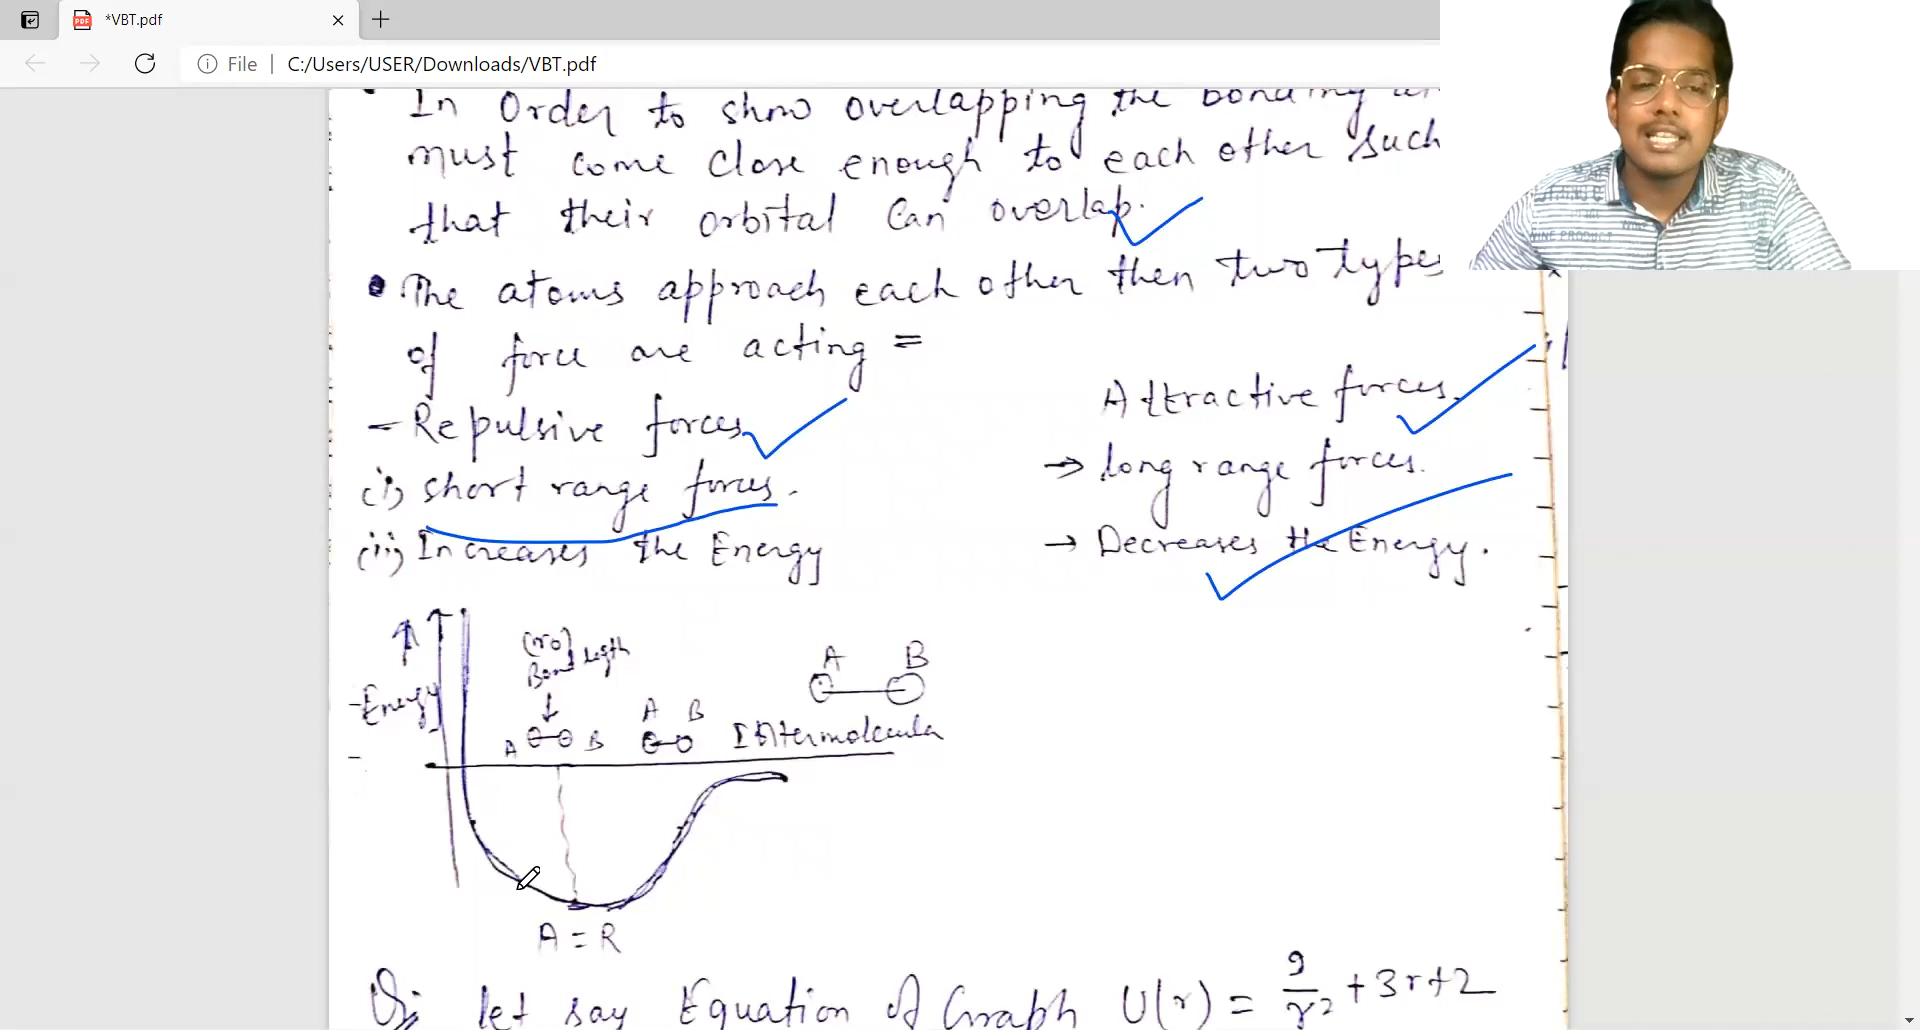 *VBT.pdf
File | C:/Users/USER/Downloads/VBT.pdf
In Order to show overlapping the bonding
must come close enough to each other such
that their orbital Can overlap.
• The atoms approach each other then two types
of force are acting =
- Repulsive forces
Attractive forces.
(i) short range forces.
→ long range forces.
(ii) Increases the Energy
→ Decreases the Energy.
(r0)
Bond
A B
A B
Energy
A B
A = R
let say Equation Of Graph U(r) = 9/r2 + 3r+2